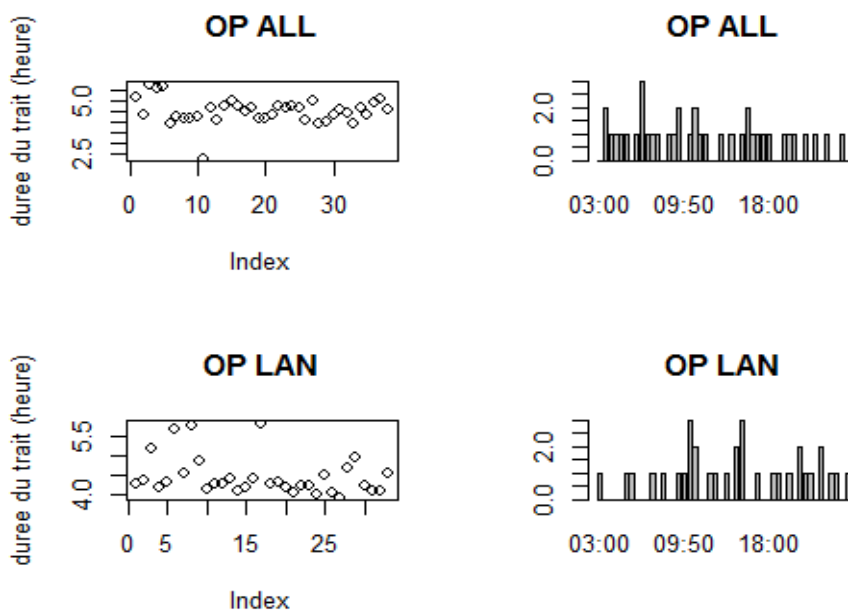 OP ALL
duree du trait (heure)
5.0
2.5
0 10 20 30
Index
OP ALL
2.0
0.0
03:00 09:50 18:00
OP LAN
duree du trait (heure)
5.5
4.0
0 5 15 25
Index
OP LAN
2.0
0.0
03:00 09:50 18:00